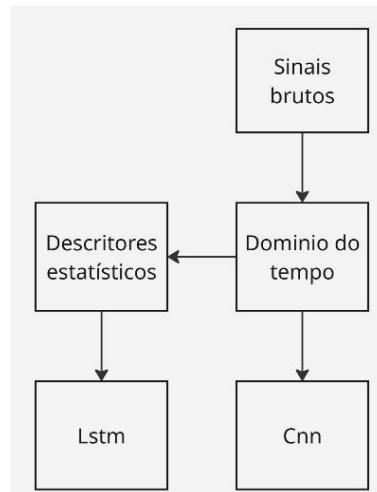 Sinais
brutos
Descritores
estatísticos
Dominio do
tempo
Lstm
Cnn